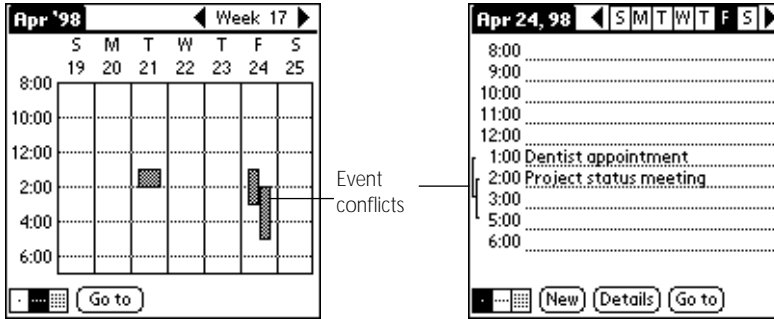 Apr '98 Week 17
S M T W T F S
19 20 21 22 23 24 25
8:00
10:00
12:00
2:00
4:00
6:00
Go to
Event
conflicts
Apr 24, 98 S M T W T F S
8:00
9:00
10:00
11:00
12:00
1:00 Dentist appointment
2:00 Project status meeting
3:00
5:00
6:00
New Details Go to